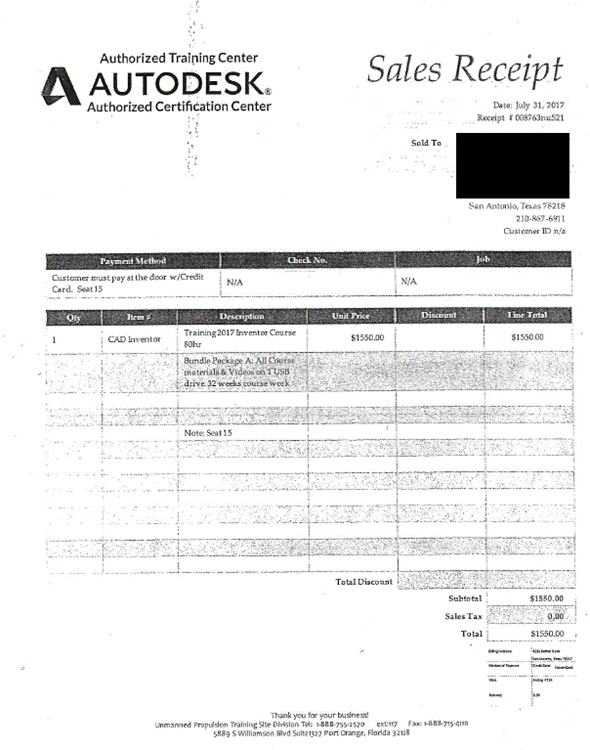 Authorized Training Center
AUTODESK®
Authorized Certification Center
Sales Receipt
Date: July 31, 2017
Receipt # 008763nu521
Sold To
San Antonio, Texas 78218
210-867-6911
Customer ID n/a
Payment Method Check No. Job
Customer must pay at the door w/Credit Card. Seat 15 N/A N/A
Qty Item # Description Unit Price Discount Line Total
1 CAD Inventor Training 2017 Inventor Course 80hr $1550.00 $1550.00
Bundle Package A: All Course
materials & Videos on 1 USB
drive 32 weeks course work
Note: Seat 15
Total Discount
Subtotal $1550.00
Sales Tax 0.00
Total $1550.00
Method of Payment Credit Card
Thank you for your business!
Unmanned Propulsion Training Site Division Tel: 1-888-755-2570 ext:117 Fax: 1-888-715-4110
5889 S Williamson Blvd Suite1327 Port Orange, Florida 32128